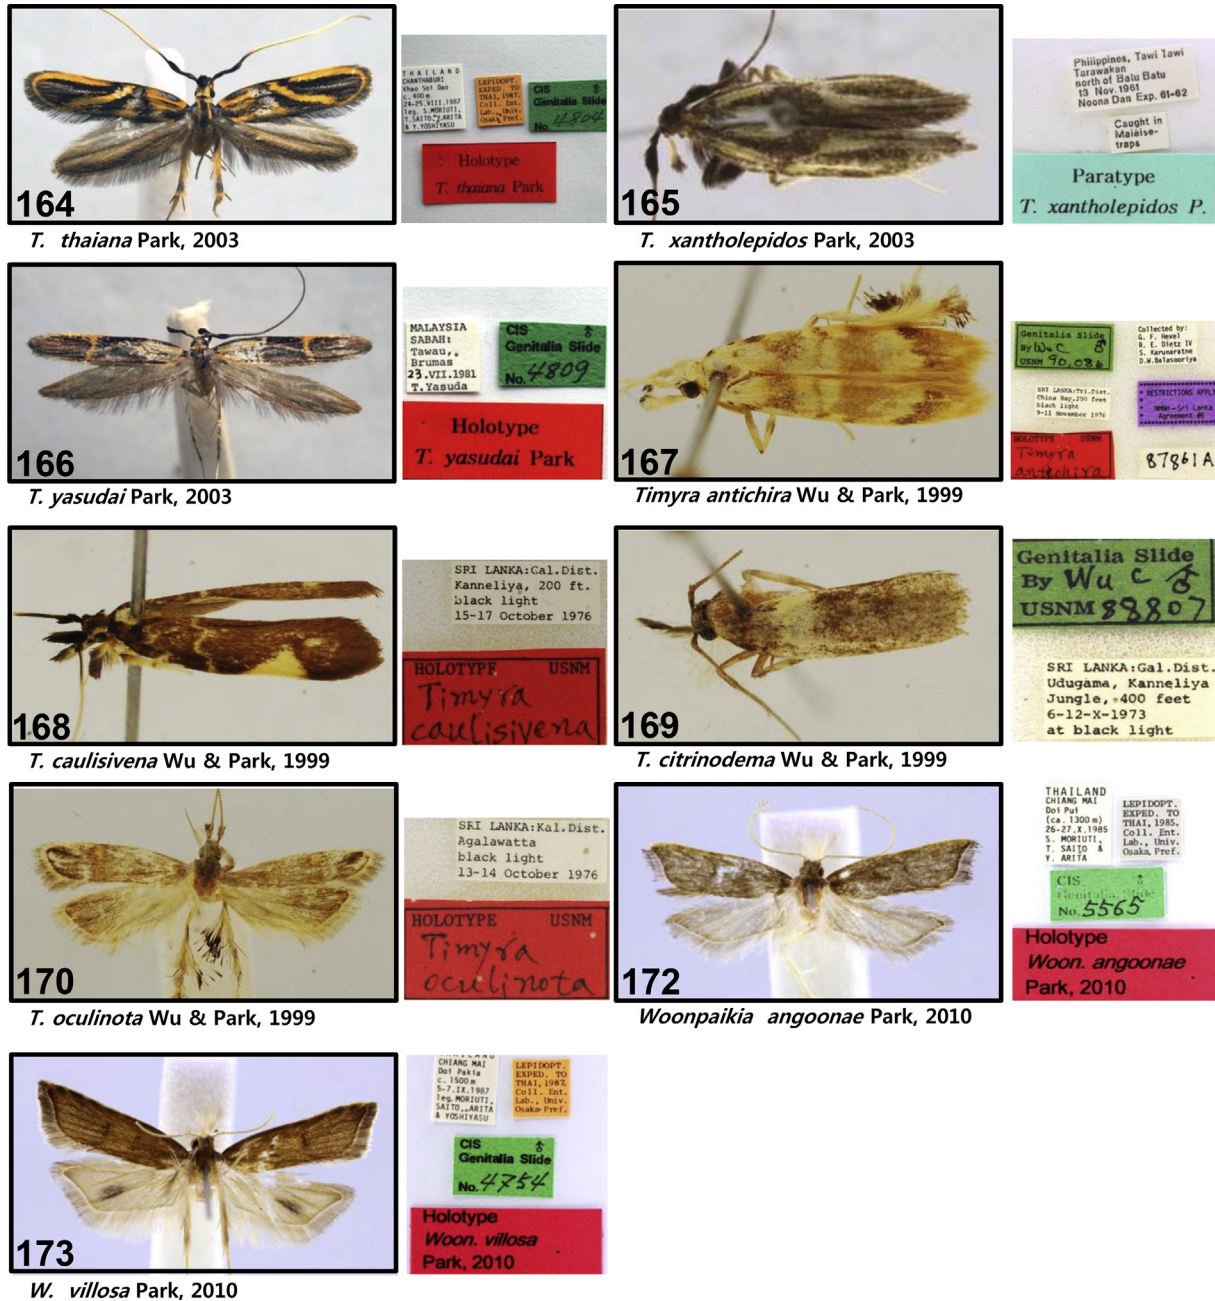 164
THAILAND
CHANTHABURI
Khao Soi Dao
c. 400m
24-25.VIII.1987
leg. S.MORIUTI,
T.SAITO, Y.ARITA
& Y.YOSHIYASU
LEPIDOPT.
EXPED. TO
THAI, 1987.
Coll. Ent.
Lab., Univ.
Osaka Pref.
CIS
Genitalia Slide
No. 4804
Holotype
T. thaiana Park
T. thaiana Park, 2003
165
Philippines, Tawi Tawi
Tarawakan
north of Batu Batu
13 Nov. 1961
Noona Dan Exp. 61-62
Caught in
Malaise-
traps
Paratype
T. xantholepidos P.
T. xantholepidos Park, 2003
166
MALAYSIA
SABAH:
Tawau,
Brumas
23.VII.1981
T.Yasuda
CIS ♂
Genitalia Slide
No. 4809
Holotype
T. yasudai Park
T. yasudai Park, 2003
167
Genitalia Slide
By Wu C ♂
USNM 90,086
Collected by:
G. F. Hevel
R. E. Dietz IV
S. Karunaratne
D.W.Balasooriya
SRI LANKA:Tri.Dist.
China Bay,200 feet
black light
9-11 November 1976
RESTRICTIONS APPLY
NMNH-Sri Lanka
Agreement #6
HOLOTYPE USNM
Timyra
antechira
87861A
Timyra antichira Wu & Park, 1999
168
SRI LANKA:Gal.Dist.
Kanneliya, 200 ft.
black light
15-17 October 1976
HOLOTYPE USNM
Timyra
caulisivena
T. caulisivena Wu & Park, 1999
169
Genitalia Slide
By Wu C ♂
USNM 88807
SRI LANKA:Gal.Dist.
Udugama, Kanneliya
Jungle, 400 feet
6-12-X-1973
at black light
T. citrinodema Wu & Park, 1999
170
SRI LANKA:Kal.Dist.
Agalawatta
black light
13-14 October 1976
HOLOTYPE USNM
Timyra
oculinota
T. oculinota Wu & Park, 1999
172
THAILAND
CHIANG MAI
Doi Pui
(ca. 1300m)
26-27.X.1985
S. MORIUTI,
T. SAITO &
Y. ARITA
LEPIDOPT.
EXPED. TO
THAI, 1985.
Coll. Ent.
Lab., Univ.
Osaka Pref.
CIS ♂
Genitalia Slide
No. 5565
Holotype
Woon. angoonae
Park, 2010
Woonpaikia angoonae Park, 2010
173
THAILAND
CHIANG MAI
Doi Pakia
c. 1500m
5-7.IX.1987
leg. MORIUTI,
SAITO, ARITA
& YOSHIYASU
LEPIDOPT.
EXPED. TO
THAI, 1987.
Coll. Ent.
Lab., Univ.
Osaka Pref.
CIS ♂
Genitalia Slide
No. 4754
Holotype
Woon. villosa
Park, 2010
W. villosa Park, 2010